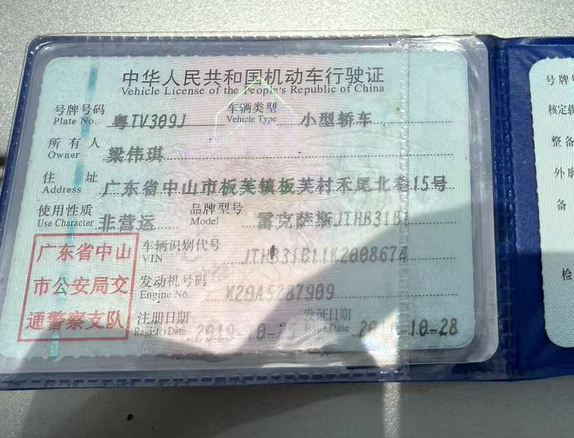 中华人民共和国机动车行驶证
Vehicle License of the People's Republic of China
号牌号码 粤TV309J 车辆类型 小型轿车
Plate No. Vehicle Type
所有人 梁伟琪
Owner
住址 广东省中山市板芙镇板芙村禾尾北巷15号
Address
使用性质 非营运 品牌型号 雷克萨斯JTHB31B1
Use Character Model
广东省中山
市公安局交
通警察支队
车辆识别代号
VIN
发动机号码 M20A5287909
Engine No.
注册日期
Register Date
发证日期
Issue Date
号牌
核定载
整备
外廓
备
检